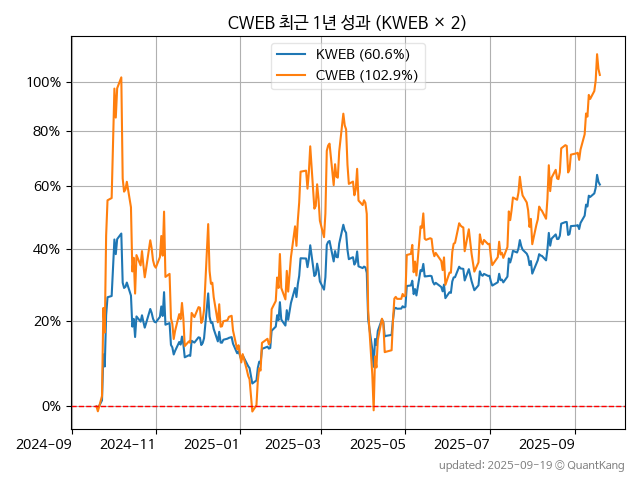 CWEB 최근 1년 성과 (KWEB × 2)
KWEB (60.6%)
CWEB (102.9%)
100%
80%
60%
40%
20%
0%
2024-09 2024-11 2025-01 2025-03 2025-05 2025-07 2025-09
updated: 2025-09-19 © QuantKang